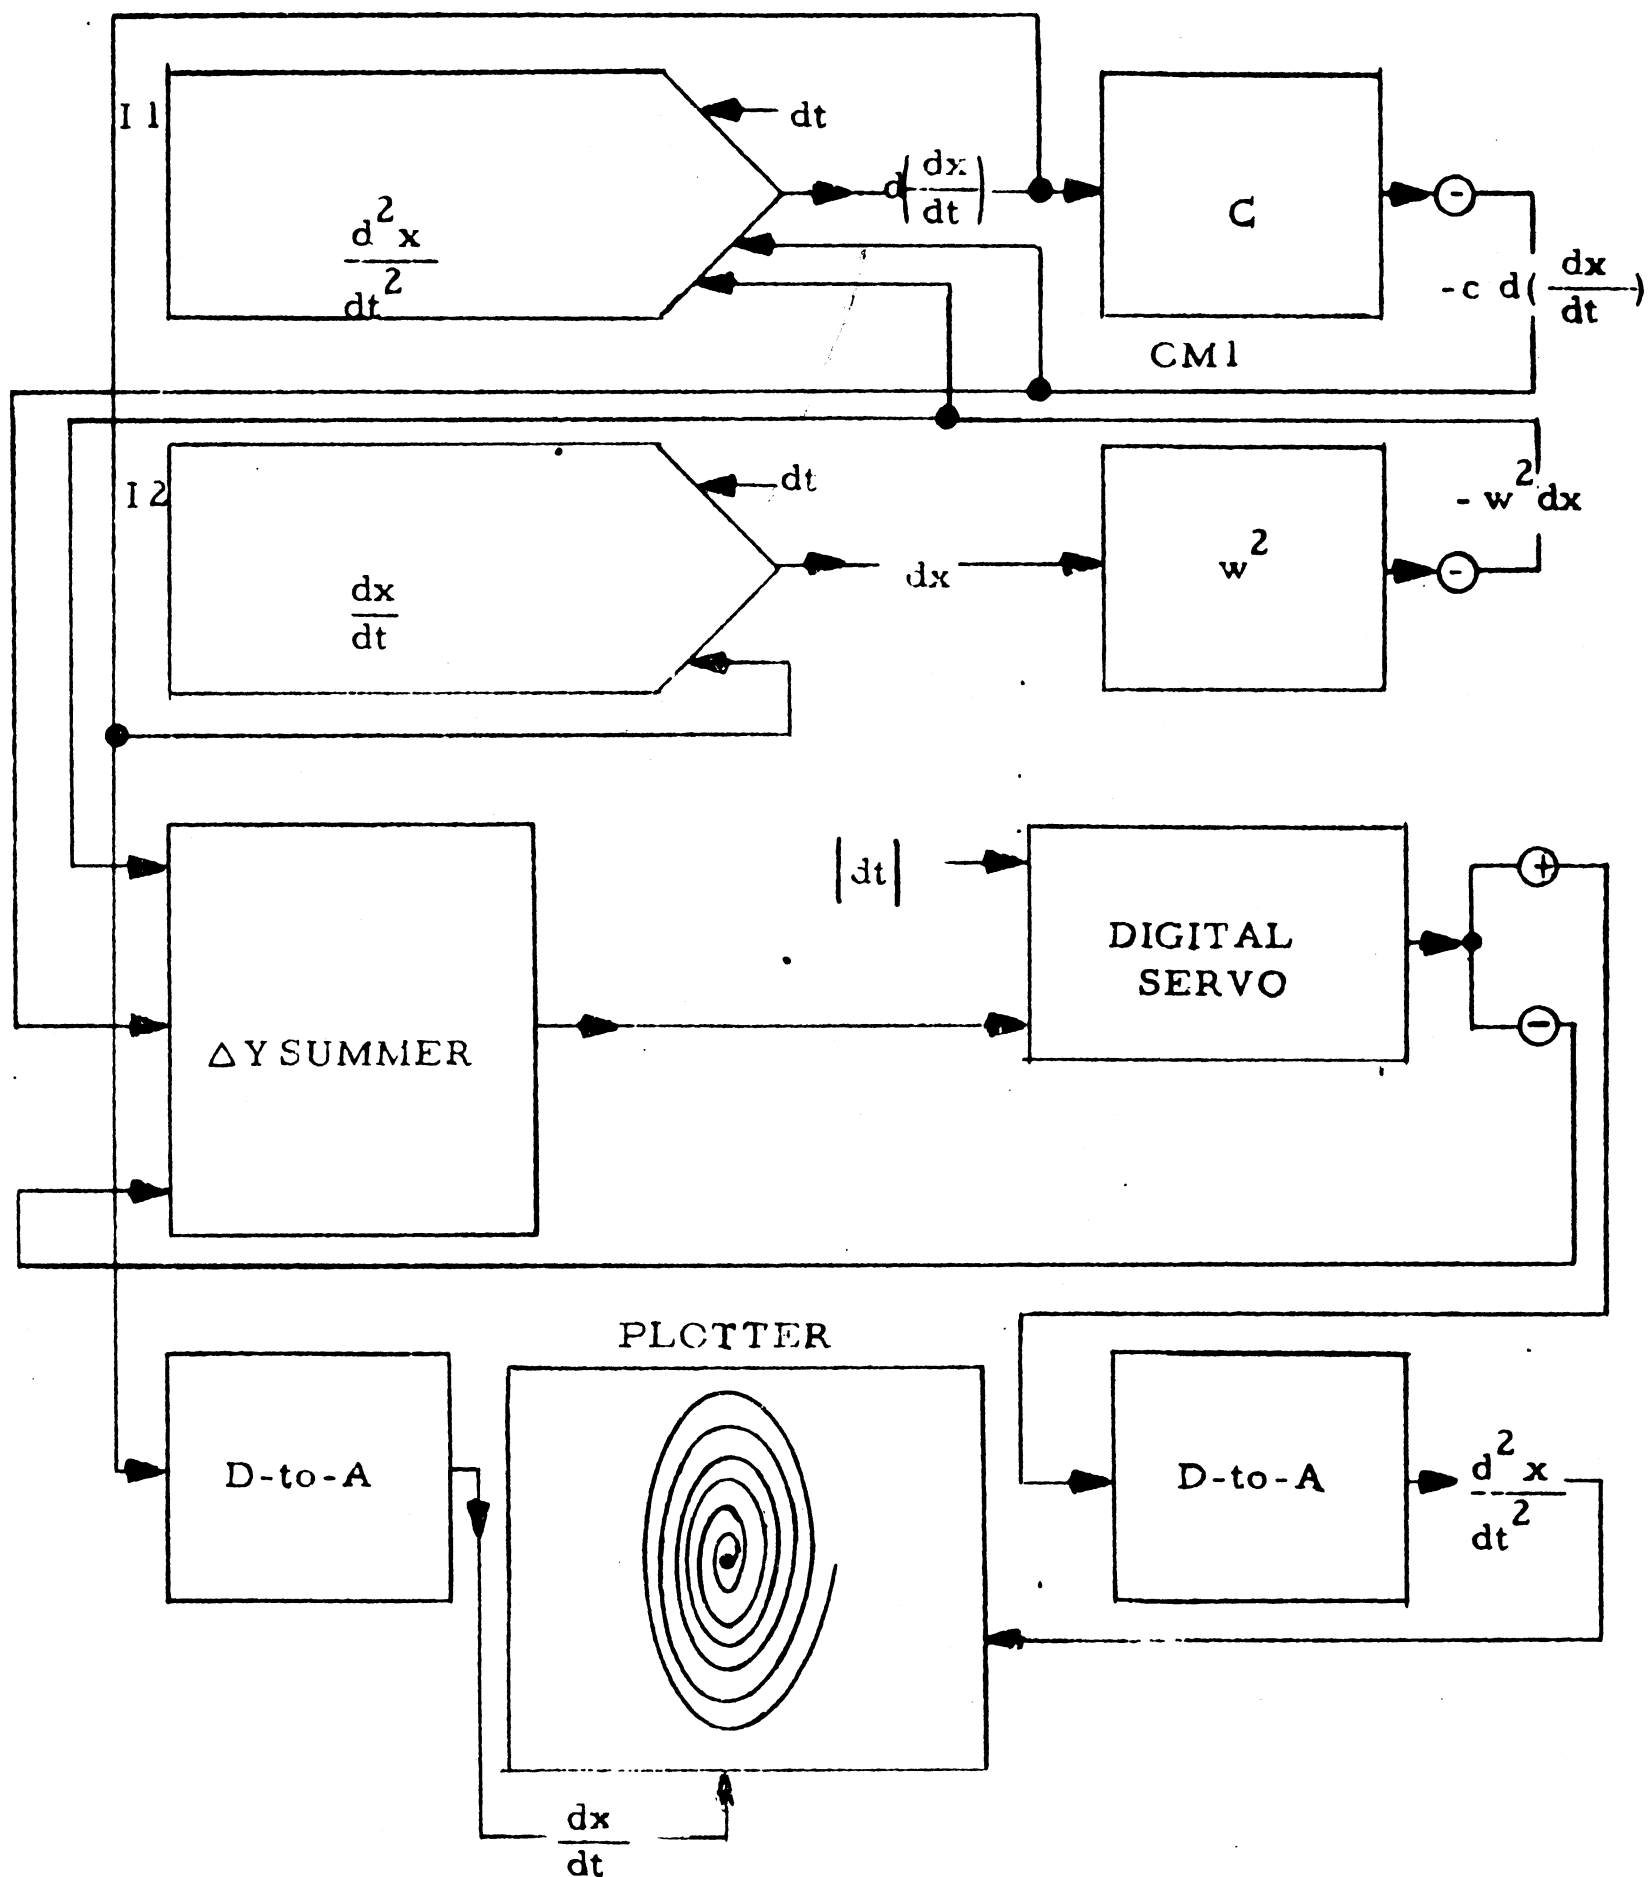 I 1
dt
d(dx/dt)
d²x/dt²
C
-
-c d(dx/dt)
CM1
I 2
dt
dx/dt
dx
w²
-
- w² dx
|dt|
DIGITAL
SERVO
+
-
△Y SUMMER
PLOTTER
D-to-A
D-to-A
d²x/dt²
dx/dt